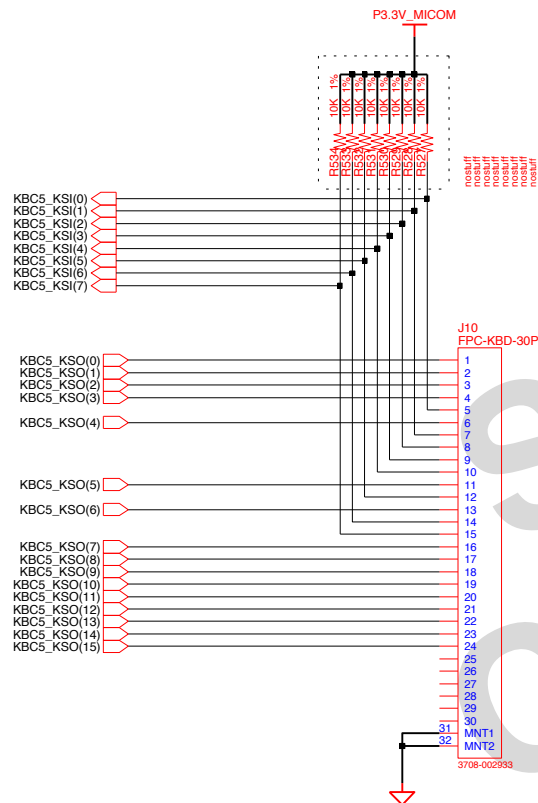 P3.3V_MICOM
10K 1%
10K 1%
10K 1%
10K 1%
10K 1%
10K 1%
10K 1%
R534
R533
R532
R531
R530
R529
R528
R527
nostuff
nostuff
nostuff
nostuff
nostuff
nostuff
nostuff
KBC5_KSI(0)
KBC5_KSI(1)
KBC5_KSI(2)
KBC5_KSI(3)
KBC5_KSI(4)
KBC5_KSI(5)
KBC5_KSI(6)
KBC5_KSI(7)
J10
FPC-KBD-30P
KBC5_KSO(0) 1
KBC5_KSO(1) 2
KBC5_KSO(2) 3
KBC5_KSO(3) 4
5
KBC5_KSO(4) 6
7
8
9
10
KBC5_KSO(5) 11
12
KBC5_KSO(6) 13
14
15
KBC5_KSO(7) 16
KBC5_KSO(8) 17
KBC5_KSO(9) 18
KBC5_KSO(10) 19
KBC5_KSO(11) 20
KBC5_KSO(12) 21
KBC5_KSO(13) 22
KBC5_KSO(14) 23
KBC5_KSO(15) 24
25
26
27
28
29
30
31 MNT1
32 MNT2
3708-002933